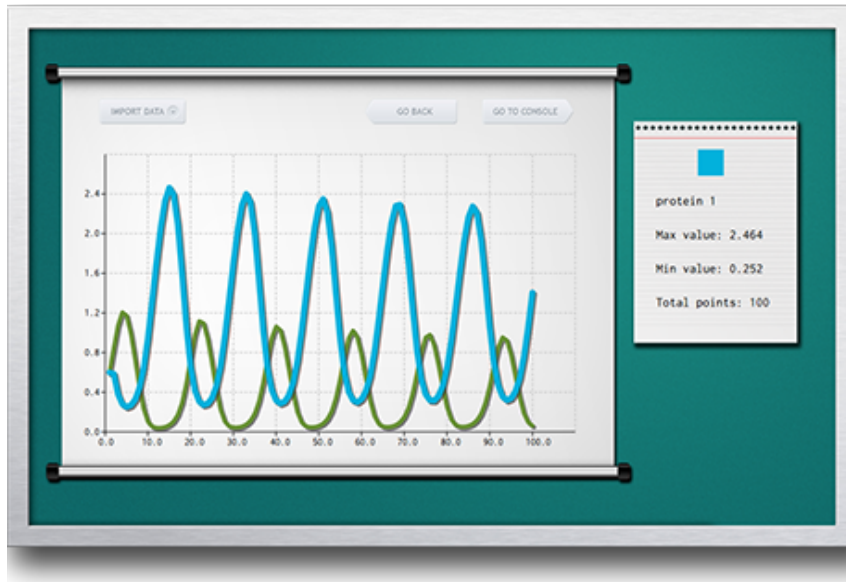 IMPORT DATA
GO BACK
GO TO CONSOLE
2.4
2.0
1.6
1.2
0.8
0.4
0.0
0.0 10.0 20.0 30.0 40.0 50.0 60.0 70.0 80.0 90.0 100.0
protein 1
Max value: 2.464
Min value: 0.252
Total points: 100